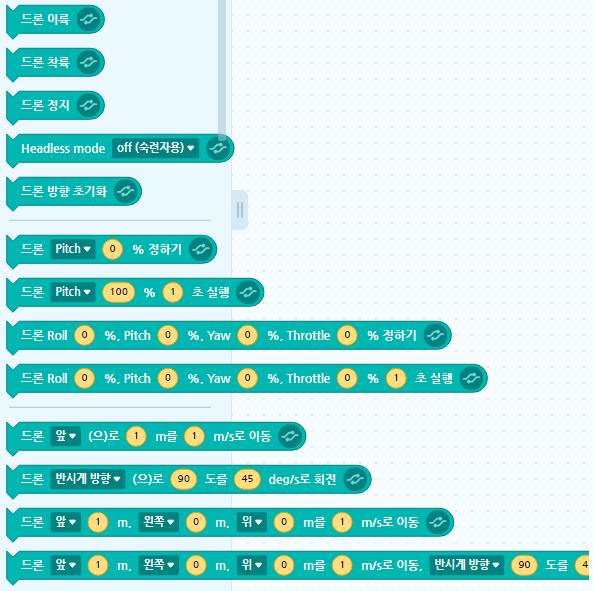 드론 이륙
드론 착륙
드론 정지
Headless mode off (숙련자용)
드론 방향 초기화
드론 Pitch 0 % 정하기
드론 Pitch 100 % 1 초 실행
드론 Roll 0 %, Pitch 0 %, Yaw 0 %, Throttle 0 % 정하기
드론 Roll 0 %, Pitch 0 %, Yaw 0 %, Throttle 0 % 1 초 실행
드론 앞 (으)로 1 m를 1 m/s로 이동
드론 반시계 방향 (으)로 90 도를 45 deg/s로 회전
드론 앞 1 m, 왼쪽 0 m, 위 0 m를 1 m/s로 이동
드론 앞 1 m, 왼쪽 0 m, 위 0 m를 1 m/s로 이동, 반시계 방향 90 도를 4